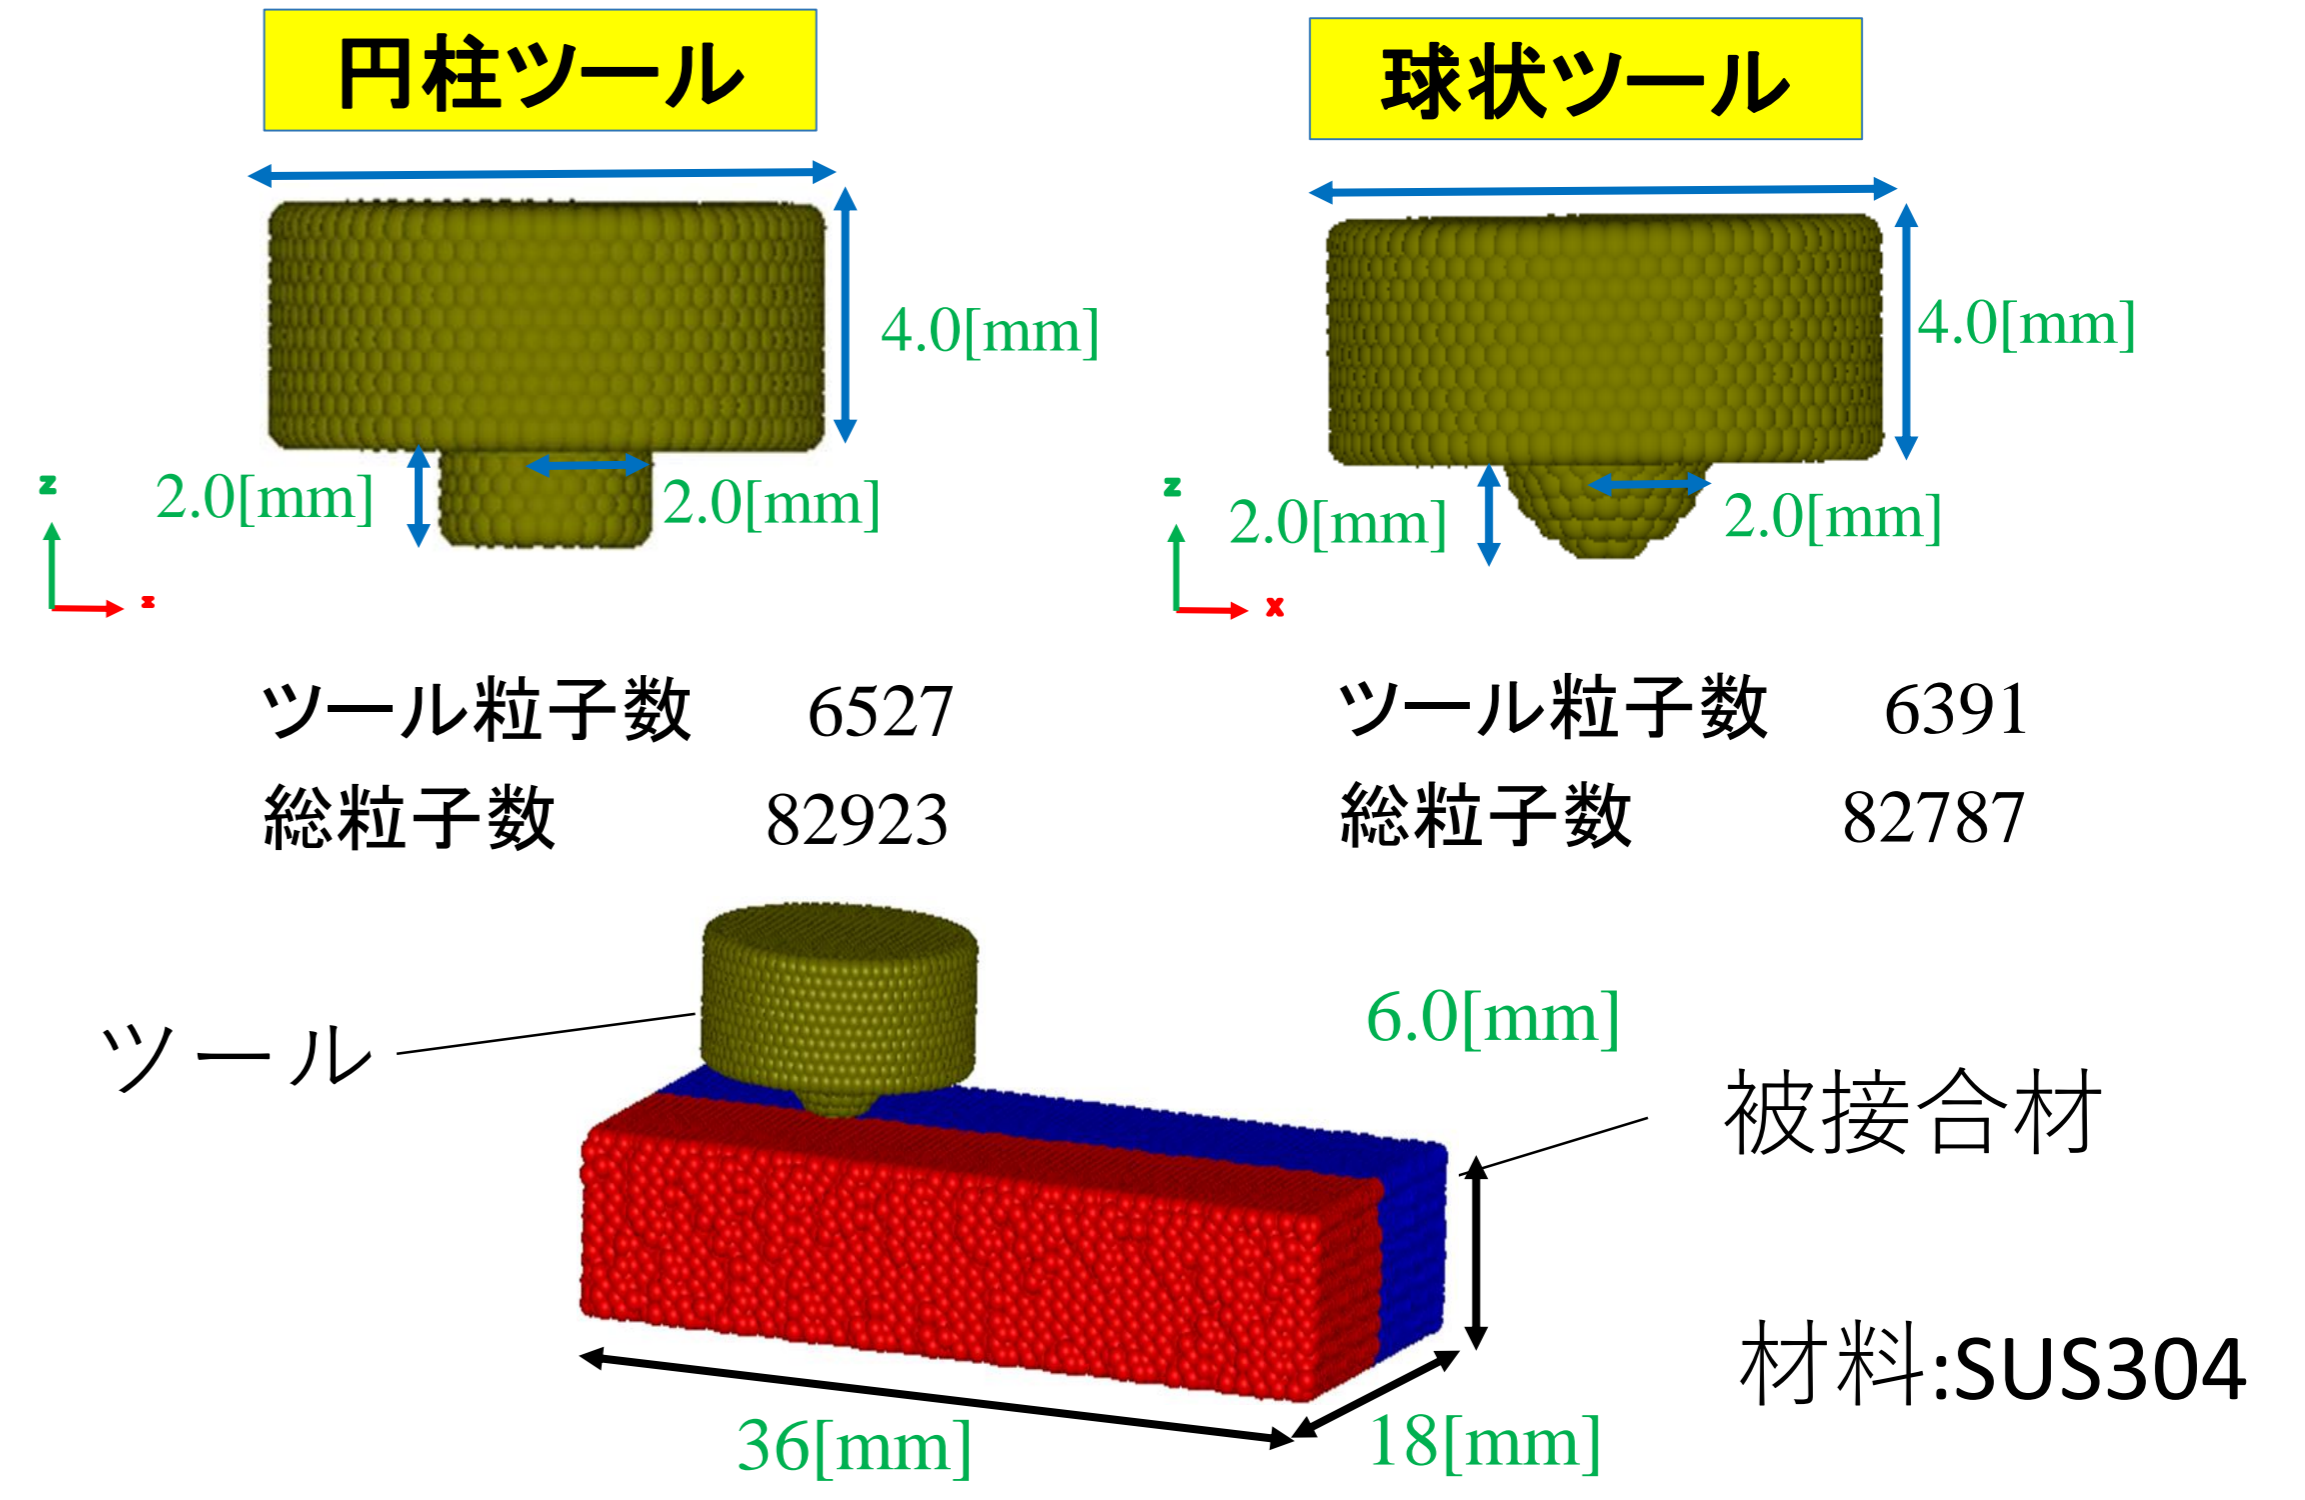 円柱ツール
球状ツール
4.0[mm]
4.0[mm]
2.0[mm]
2.0[mm]
2.0[mm]
2.0[mm]
z
x
z
x
ツール粒子数 6527
総粒子数 82923
ツール粒子数 6391
総粒子数 82787
ツール
6.0[mm]
被接合材
材料:SUS304
36[mm]
18[mm]